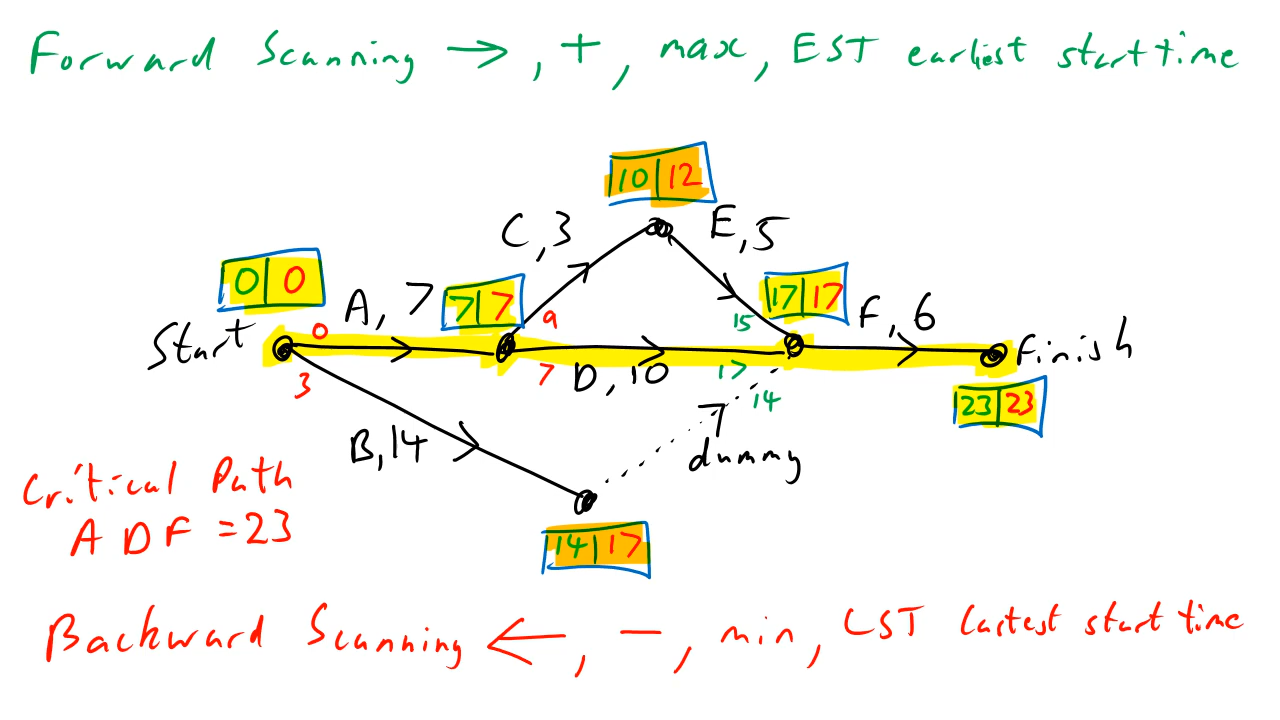 Forward Scanning →, +, max, EST earliest start time
10|12
C, 3
E, 5
0|0
A, 7
7|7
17|17
F, 6
Start
0
9
15
Finish
3
7
D, 10
17
14
23|23
B, 14
dummy
Critical Path
A D F = 23
14|17
Backward Scanning ←, −, min, LST lastest start time